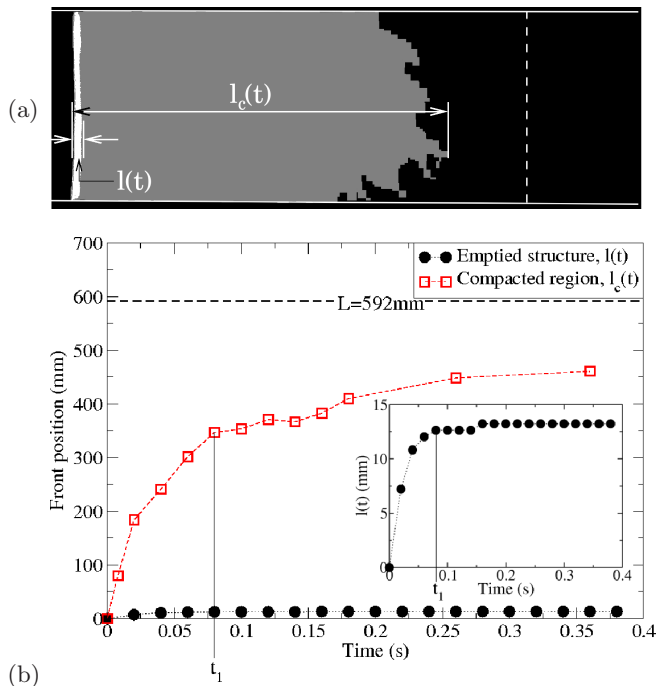 (a)
l_c(t)
l(t)
700
600
500
400
300
200
100
0
Front position (mm)
Emptied structure, l(t)
Compacted region, l_c(t)
L=592mm
15
10
5
0
l(t) (mm)
0 0.1 0.2 0.3 0.4
t_1 Time (s)
0 0.05 0.1 0.15 0.2 0.25 0.3 0.35 0.4
Time (s)
t_1
(b)